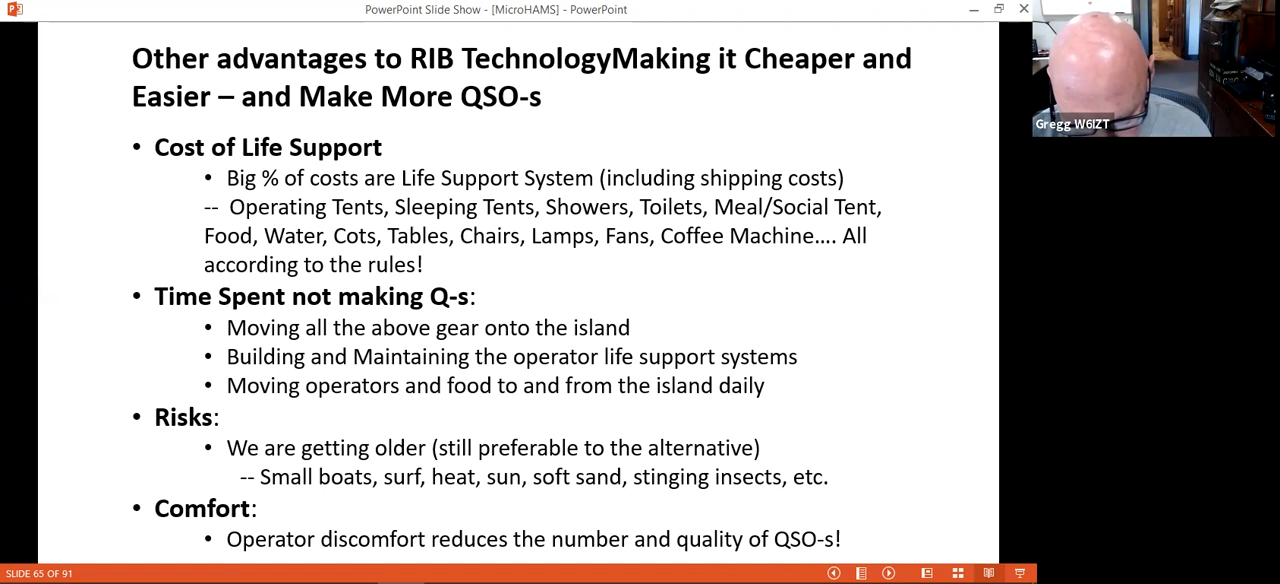 PowerPoint Slide Show - [MicroHAMS] - PowerPoint
Other advantages to RIB TechnologyMaking it Cheaper and
Easier – and Make More QSO-s
• Cost of Life Support
• Big % of costs are Life Support System (including shipping costs)
-- Operating Tents, Sleeping Tents, Showers, Toilets, Meal/Social Tent,
Food, Water, Cots, Tables, Chairs, Lamps, Fans, Coffee Machine…. All
according to the rules!
• Time Spent not making Q-s:
• Moving all the above gear onto the island
• Building and Maintaining the operator life support systems
• Moving operators and food to and from the island daily
• Risks:
• We are getting older (still preferable to the alternative)
-- Small boats, surf, heat, sun, soft sand, stinging insects, etc.
• Comfort:
• Operator discomfort reduces the number and quality of QSO-s!
Gregg W6IZT
SLIDE 65 OF 91